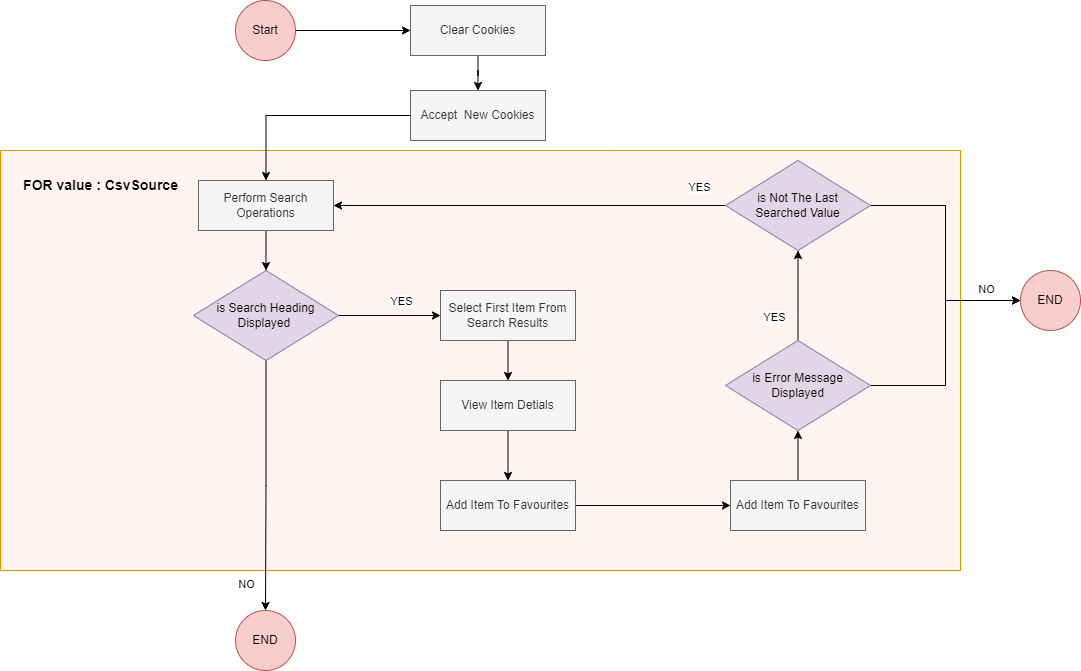 Start
Clear Cookies
Accept  New Cookies
FOR value : CsvSource
Perform Search
Operations
YES
is Not The Last
Searched Value
is Search Heading
Displayed
YES
Select First Item From
Search Results
NO
END
YES
is Error Message
Displayed
View Item Detials
Add Item To Favourites
Add Item To Favourites
NO
END